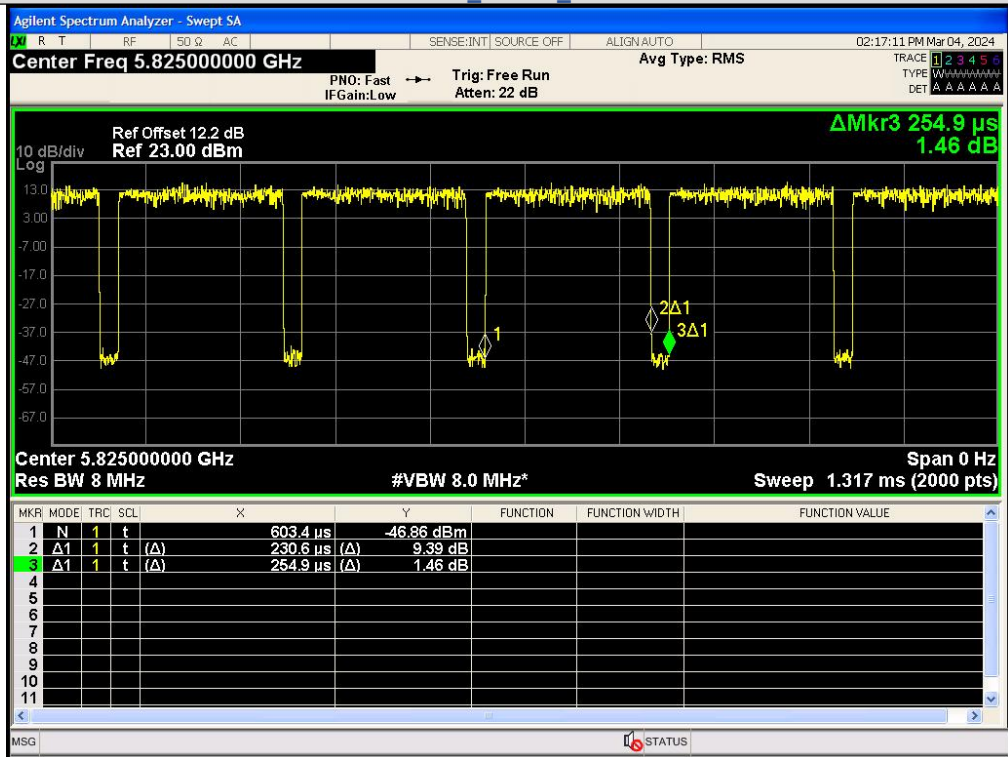 Agilent Spectrum Analyzer - Swept SA
LXI R T RF 50 Ω AC SENSE:INT SOURCE OFF ALIGN AUTO 02:17:11 PM Mar 04, 2024
Center Freq 5.825000000 GHz
Avg Type: RMS
TRACE 1 2 3 4 5 6
TYPE W
DET A A A A A A
PNO: Fast
IFGain:Low
Trig: Free Run
Atten: 22 dB
ΔMkr3 254.9 µs
1.46 dB
Ref Offset 12.2 dB
10 dB/div Ref 23.00 dBm
Log
13.0
3.00
-7.00
-17.0
-27.0
-37.0
-47.0
-57.0
-67.0
1
2Δ1
3Δ1
Center 5.825000000 GHz Span 0 Hz
Res BW 8 MHz #VBW 8.0 MHz* Sweep 1.317 ms (2000 pts)
MKR MODE TRC SCL X Y FUNCTION FUNCTION WIDTH FUNCTION VALUE
1 N 1 t 603.4 µs -46.86 dBm
2 Δ1 1 t (Δ) 230.6 µs (Δ) 9.39 dB
3 Δ1 1 t (Δ) 254.9 µs (Δ) 1.46 dB
4
5
6
7
8
9
10
11
MSG STATUS